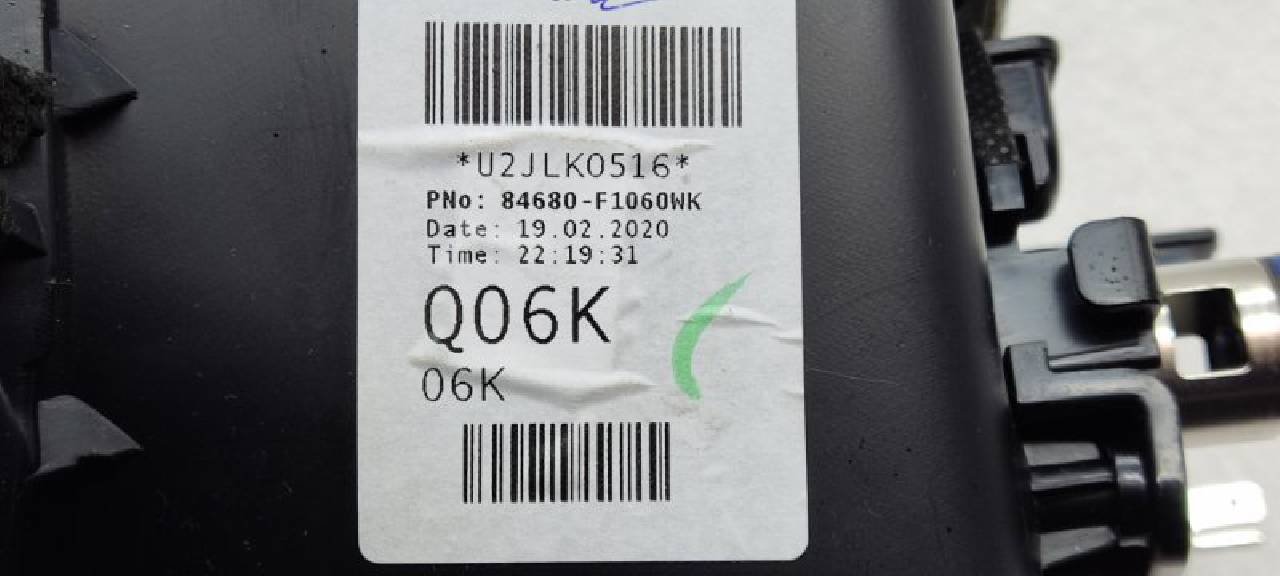 *U2JLK0516*
PNo: 84680-F1060WK
Date: 19.02.2020
Time: 22:19:31
Q06K
06K